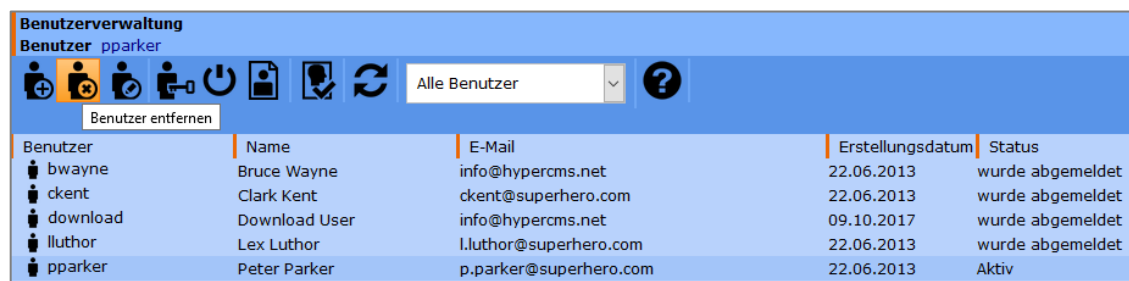 Benutzerverwaltung
Benutzer pparker
Alle Benutzer
Benutzer entfernen
Benutzer Name E-Mail Erstellungsdatum Status
bwayne Bruce Wayne info@hypercms.net 22.06.2013 wurde abgemeldet
ckent Clark Kent ckent@superhero.com 22.06.2013 wurde abgemeldet
download Download User info@hypercms.net 09.10.2017 wurde abgemeldet
lluthor Lex Luthor l.luthor@superhero.com 22.06.2013 wurde abgemeldet
pparker Peter Parker p.parker@superhero.com 22.06.2013 Aktiv